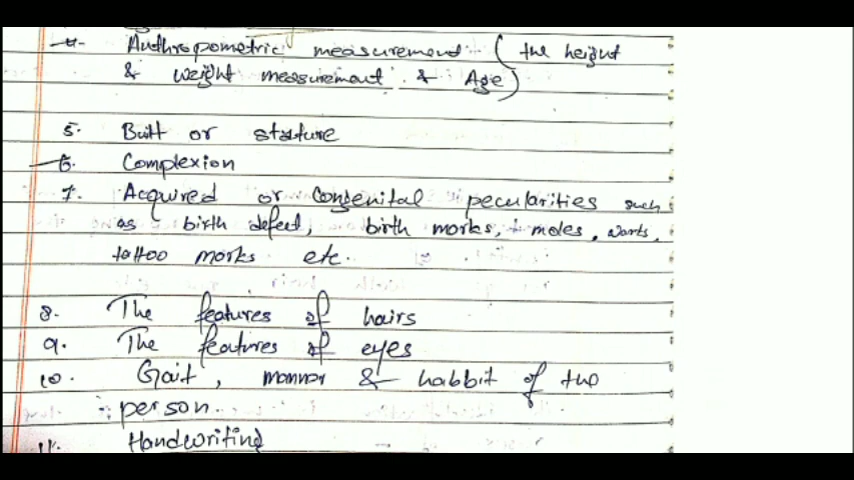 4. Anthropometric measurement (the height
& weight measurement & Age)
5. Built or stature
6. Complexion
7. Acquired or Congenital pecularities such
as birth defect, birth marks, + moles, warts,
tattoo marks etc.
8. The features of hairs
9. The features of eyes
10. Gait, manner & habbit of the
person
11. Handwriting